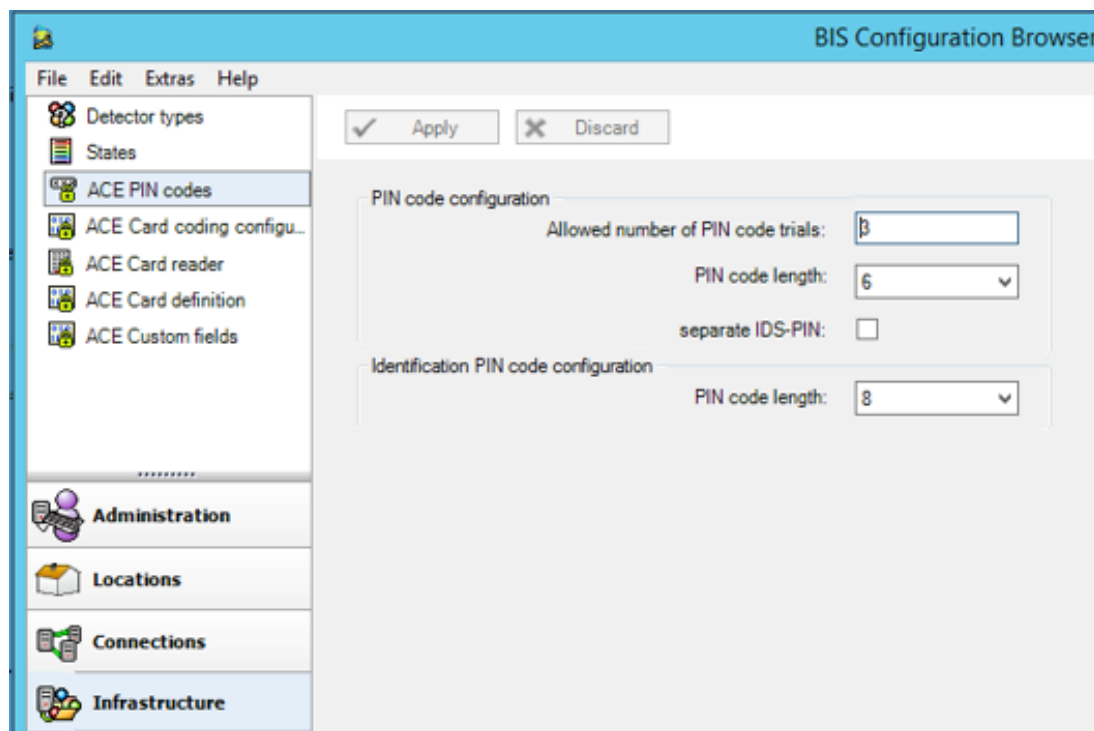 BIS Configuration Browser
File Edit Extras Help
Detector types
States
ACE PIN codes
ACE Card coding configu...
ACE Card reader
ACE Card definition
ACE Custom fields
Administration
Locations
Connections
Infrastructure
Apply Discard
PIN code configuration
Allowed number of PIN code trials: 3
PIN code length: 6
separate IDS-PIN:
Identification PIN code configuration
PIN code length: 8